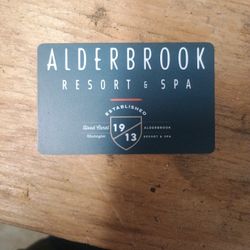 ALDERBROOK
RESORT & SPA
ESTABLISHED
Hood Canal 19 ALDERBROOK
Washington 13 RESORT & SPA